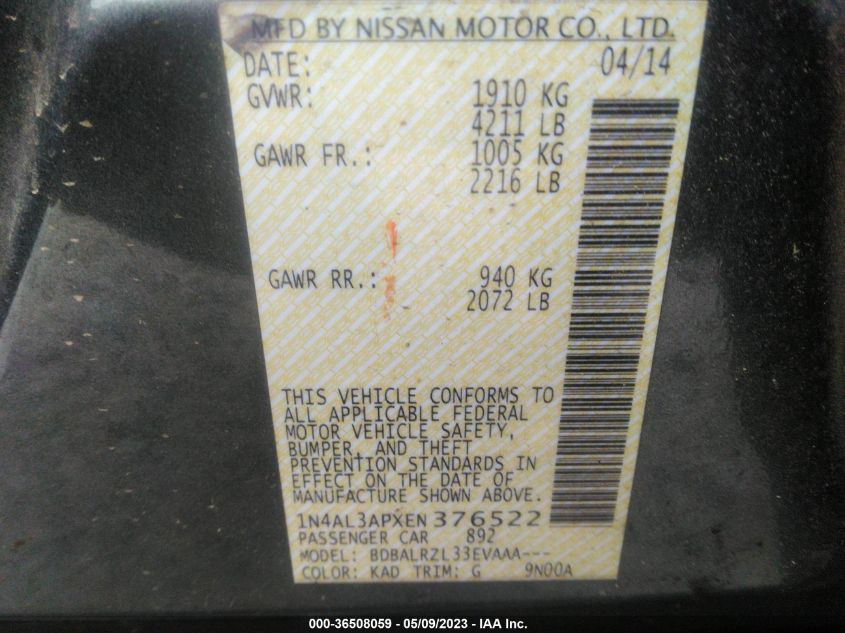 MFD BY NISSAN MOTOR CO., LTD.
DATE: 04/14
GVWR: 1910 KG
4211 LB
GAWR FR.: 1005 KG
2216 LB
GAWR RR.: 940 KG
2072 LB
THIS VEHICLE CONFORMS TO
ALL APPLICABLE FEDERAL
MOTOR VEHICLE SAFETY,
BUMPER, AND THEFT
PREVENTION STANDARDS IN
EFFECT ON THE DATE OF
MANUFACTURE SHOWN ABOVE.
1N4AL3APXEN376522
PASSENGER CAR 892
MODEL: BDBALRZL33EVAAA---
COLOR: KAD TRIM: G 9N00A
000-36508059 - 05/09/2023 - IAA Inc.